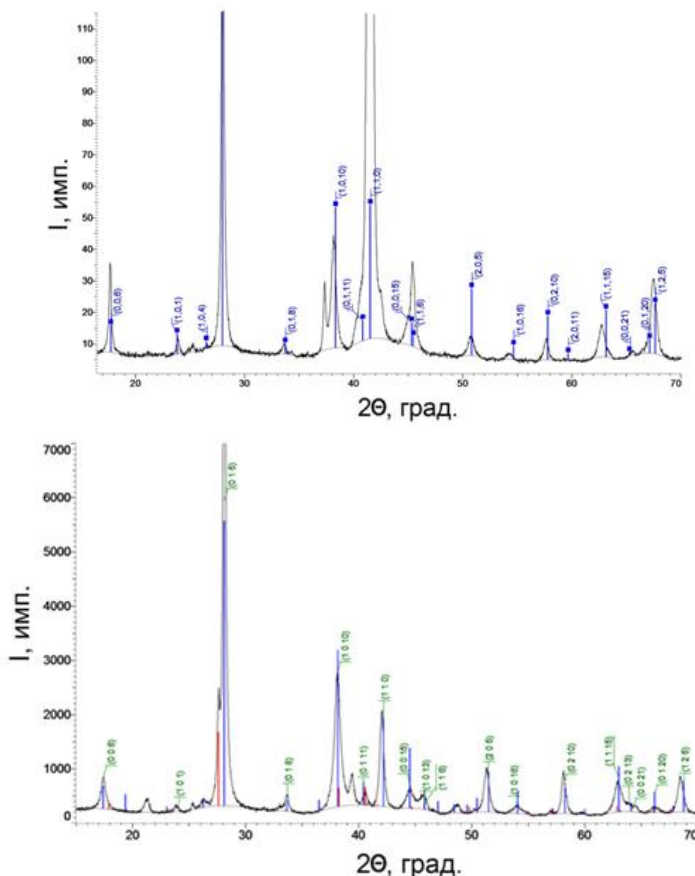 I, имп.
110
100
90
80
70
60
50
40
30
20
10
(0,0,6)
(1,0,1)
(1,0,4)
(0,1,8)
(1,0,10)
(0,1,11)
(1,1,0)
(0,0,15)
(1,1,6)
(2,0,5)
(1,0,16)
(0,2,10)
(2,0,11)
(1,1,15)
(0,0,21)
(0,1,20)
(1,2,5)
20 30 40 50 60 70
2Θ, град.
I, имп.
7000
6000
5000
4000
3000
2000
1000
0
(0 0 6)
(1 0 1)
(0 1 5)
(0 1 8)
(1 0 10)
(0 1 11)
(1 1 0)
(0 0 15)
(1 0 13)
(1 1 6)
(2 0 5)
(1 0 16)
(0 2 10)
(1 1 15)
(0 2 13)
(0 0 21)
(0 1 20)
(1 2 5)
20 30 40 50 60 70
2Θ, град.